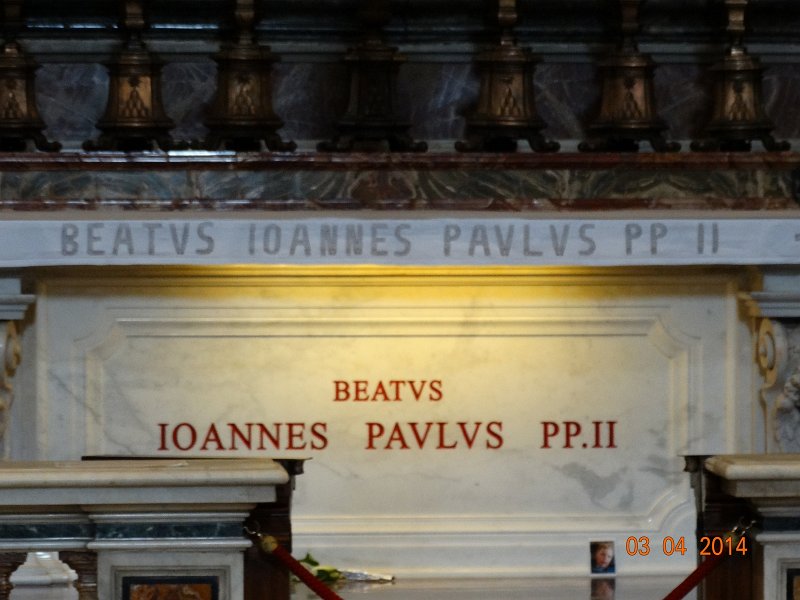 BEATVS IOANNES PAVLVS PP II
BEATVS
IOANNES PAVLVS PP.II
03 04 2014